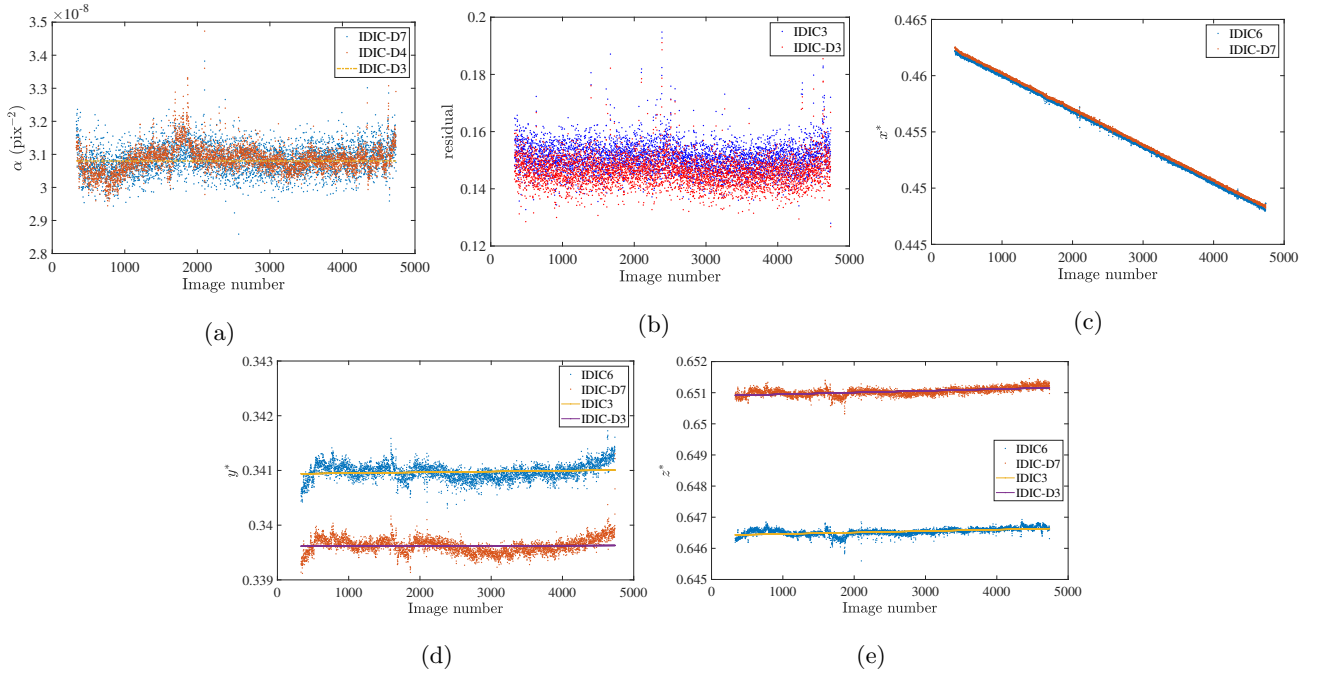 ×10⁻⁸
3.5
3.4
3.3
3.2
3.1
3
2.9
2.8
α (pix⁻²)
0 1000 2000 3000 4000 5000
Image number
IDIC-D7
IDIC-D4
IDIC-D3
(a)
0.2
0.18
0.16
0.14
0.12
residual
0 1000 2000 3000 4000 5000
Image number
IDIC3
IDIC-D3
(b)
0.465
0.46
0.455
0.45
0.445
x*
0 1000 2000 3000 4000 5000
Image number
IDIC6
IDIC-D7
(c)
0.343
0.342
0.341
0.34
0.339
y*
0 1000 2000 3000 4000 5000
Image number
IDIC6
IDIC-D7
IDIC3
IDIC-D3
(d)
0.652
0.651
0.65
0.649
0.648
0.647
0.646
0.645
z*
0 1000 2000 3000 4000 5000
Image number
IDIC6
IDIC-D7
IDIC3
IDIC-D3
(e)